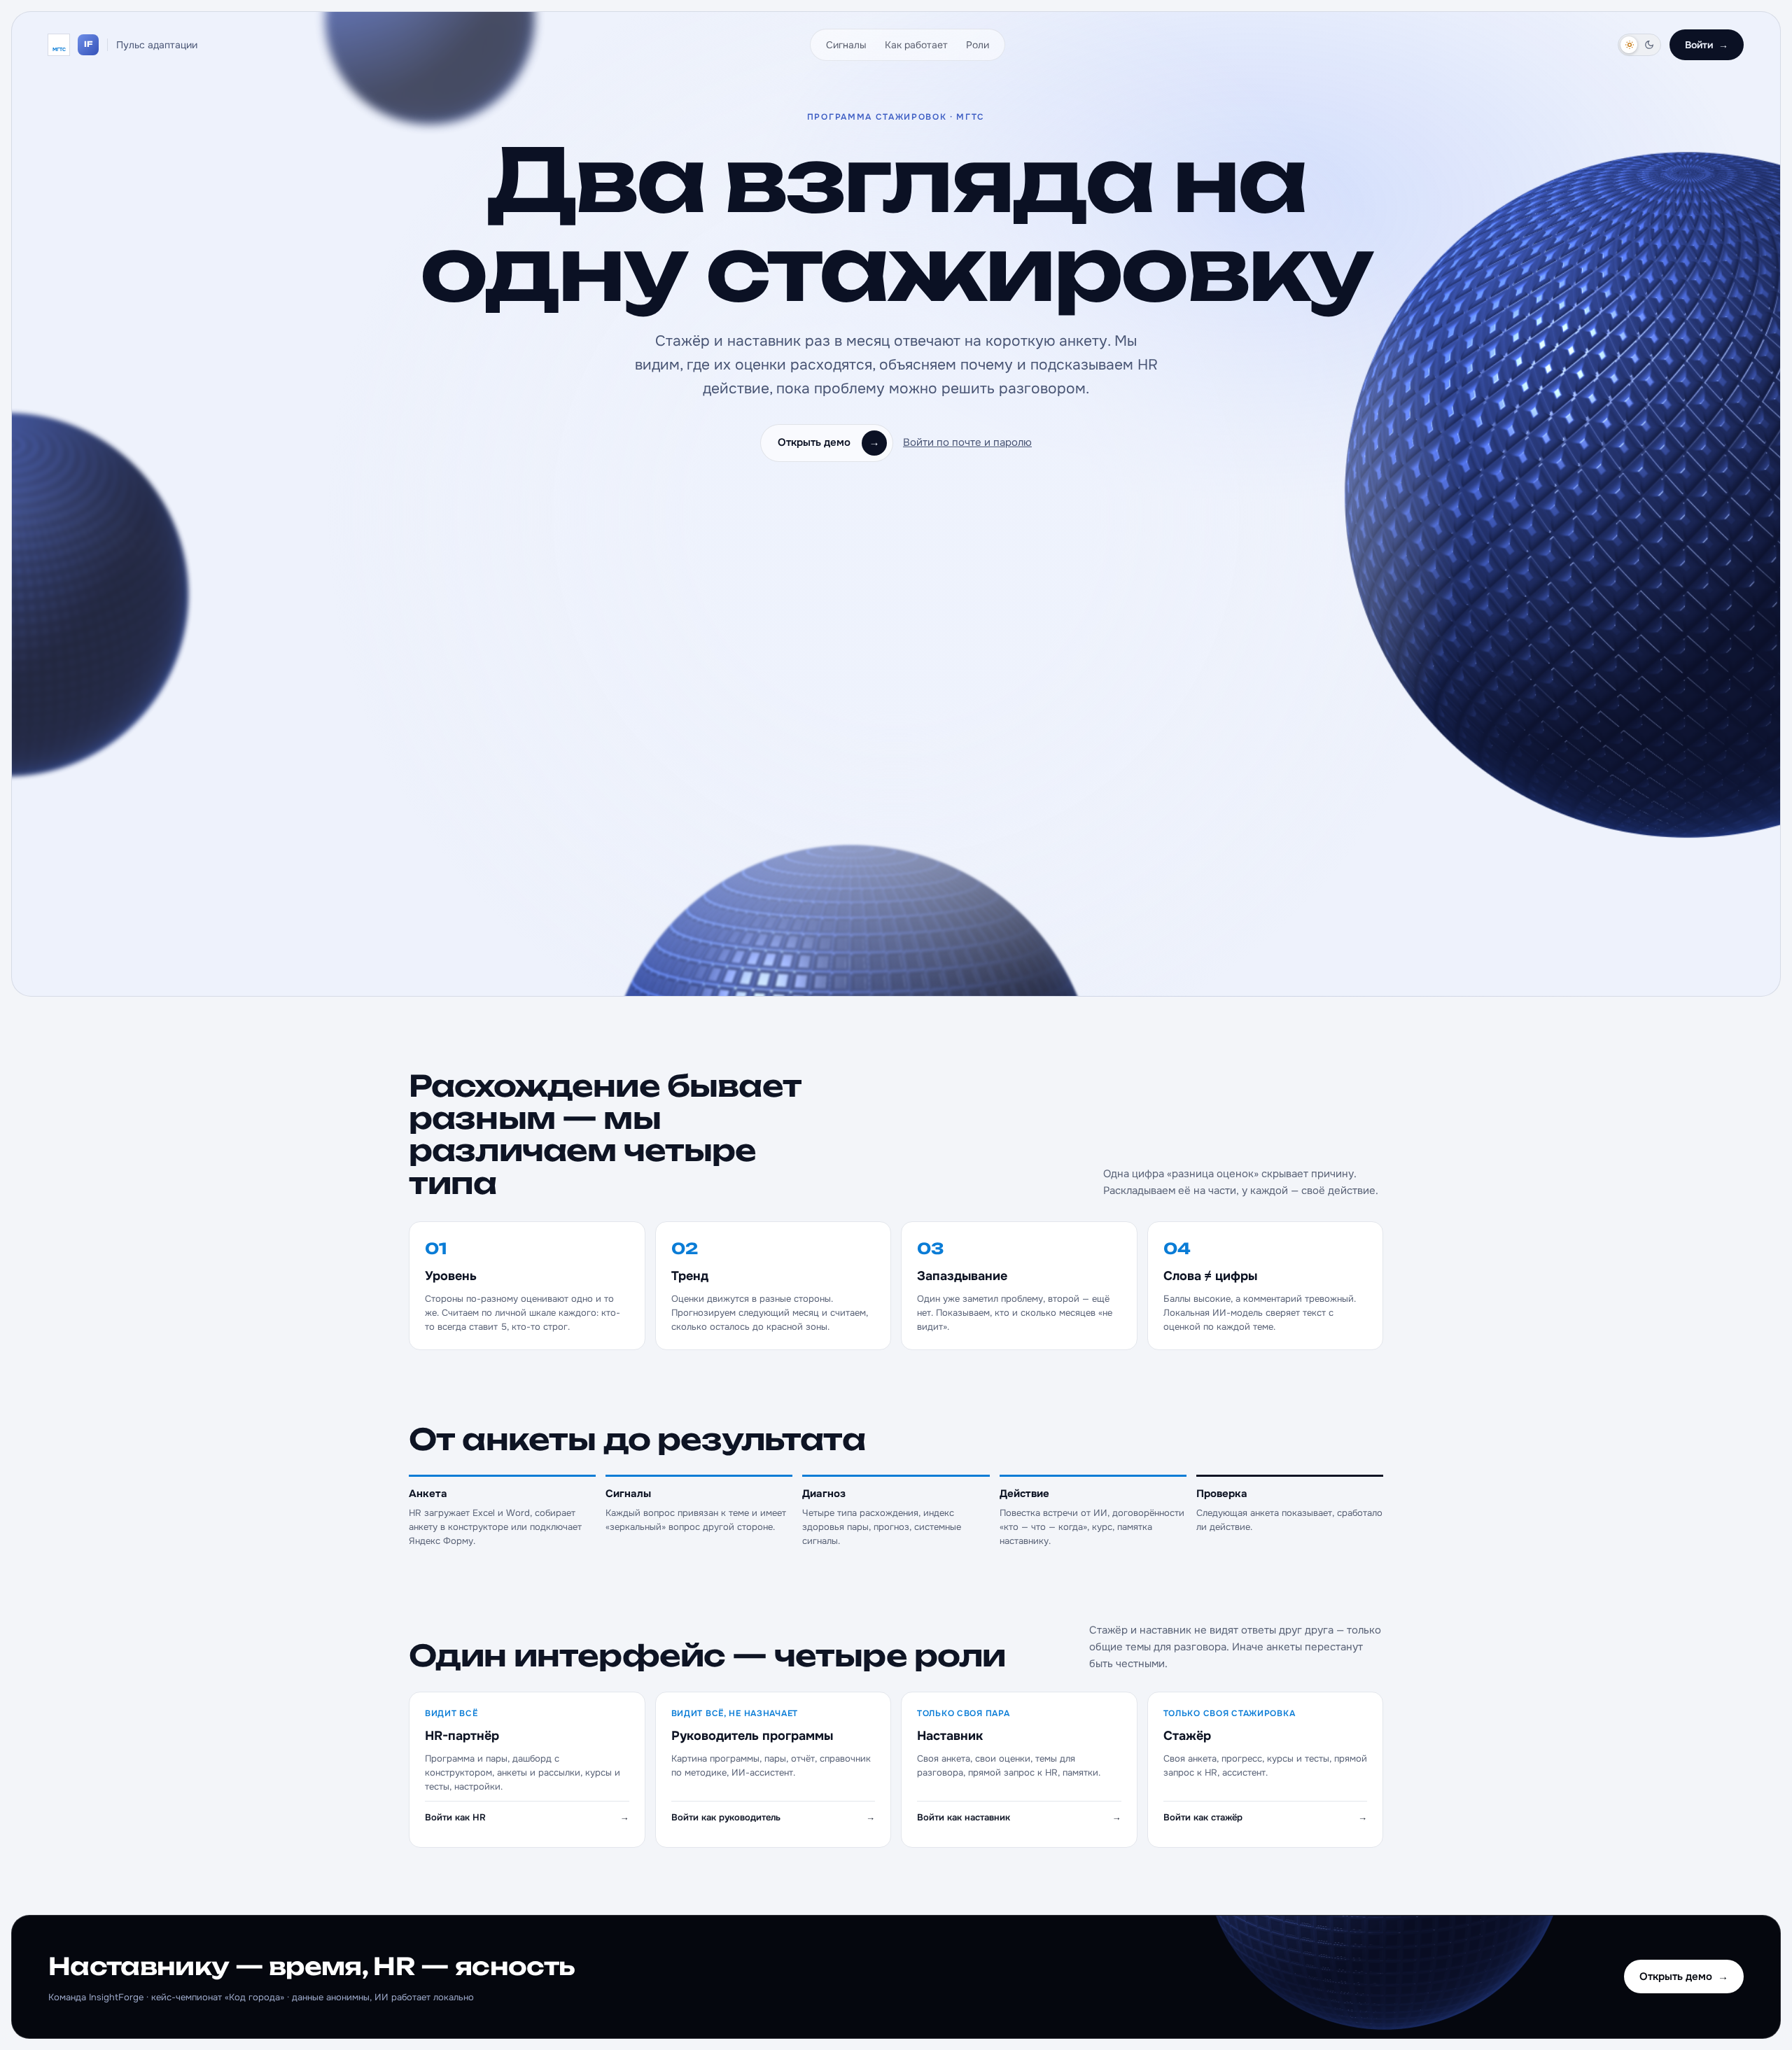 МГТС
IF
Пульс адаптации
Сигналы
Как работает
Роли
Войти →
ПРОГРАММА СТАЖИРОВОК · МГТС
Два взгляда на
одну стажировку
Стажёр и наставник раз в месяц отвечают на короткую анкету. Мы
видим, где их оценки расходятся, объясняем почему и подсказываем HR
действие, пока проблему можно решить разговором.
Открыть демо →
Войти по почте и паролю
Расхождение бывает
разным — мы
различаем четыре
типа
Одна цифра «разница оценок» скрывает причину.
Раскладываем её на части, у каждой — своё действие.
01
Уровень
Стороны по-разному оценивают одно и то
же. Считаем по личной шкале каждого: кто-
то всегда ставит 5, кто-то строг.
02
Тренд
Оценки движутся в разные стороны.
Прогнозируем следующий месяц и считаем,
сколько осталось до красной зоны.
03
Запаздывание
Один уже заметил проблему, второй — ещё
нет. Показываем, кто и сколько месяцев «не
видит».
04
Слова ≠ цифры
Баллы высокие, а комментарий тревожный.
Локальная ИИ-модель сверяет текст с
оценкой по каждой теме.
От анкеты до результата
Анкета
HR загружает Excel и Word, собирает
анкету в конструкторе или подключает
Яндекс Форму.
Сигналы
Каждый вопрос привязан к теме и имеет
«зеркальный» вопрос другой стороне.
Диагноз
Четыре типа расхождения, индекс
здоровья пары, прогноз, системные
сигналы.
Действие
Повестка встречи от ИИ, договорённости
«кто — что — когда», курс, памятка
наставнику.
Проверка
Следующая анкета показывает, сработало
ли действие.
Один интерфейс — четыре роли
Стажёр и наставник не видят ответы друг друга — только
общие темы для разговора. Иначе анкеты перестанут
быть честными.
ВИДИТ ВСЁ
HR-партнёр
Программа и пары, дашборд с
конструктором, анкеты и рассылки, курсы и
тесты, настройки.
Войти как HR →
ВИДИТ ВСЁ, НЕ НАЗНАЧАЕТ
Руководитель программы
Картина программы, пары, отчёт, справочник
по методике, ИИ-ассистент.
Войти как руководитель →
ТОЛЬКО СВОЯ ПАРА
Наставник
Своя анкета, свои оценки, темы для
разговора, прямой запрос к HR, памятки.
Войти как наставник →
ТОЛЬКО СВОЯ СТАЖИРОВКА
Стажёр
Своя анкета, прогресс, курсы и тесты, прямой
запрос к HR, ассистент.
Войти как стажёр →
Наставнику — время, HR — ясность
Команда InsightForge · кейс-чемпионат «Код города» · данные анонимны, ИИ работает локально
Открыть демо →